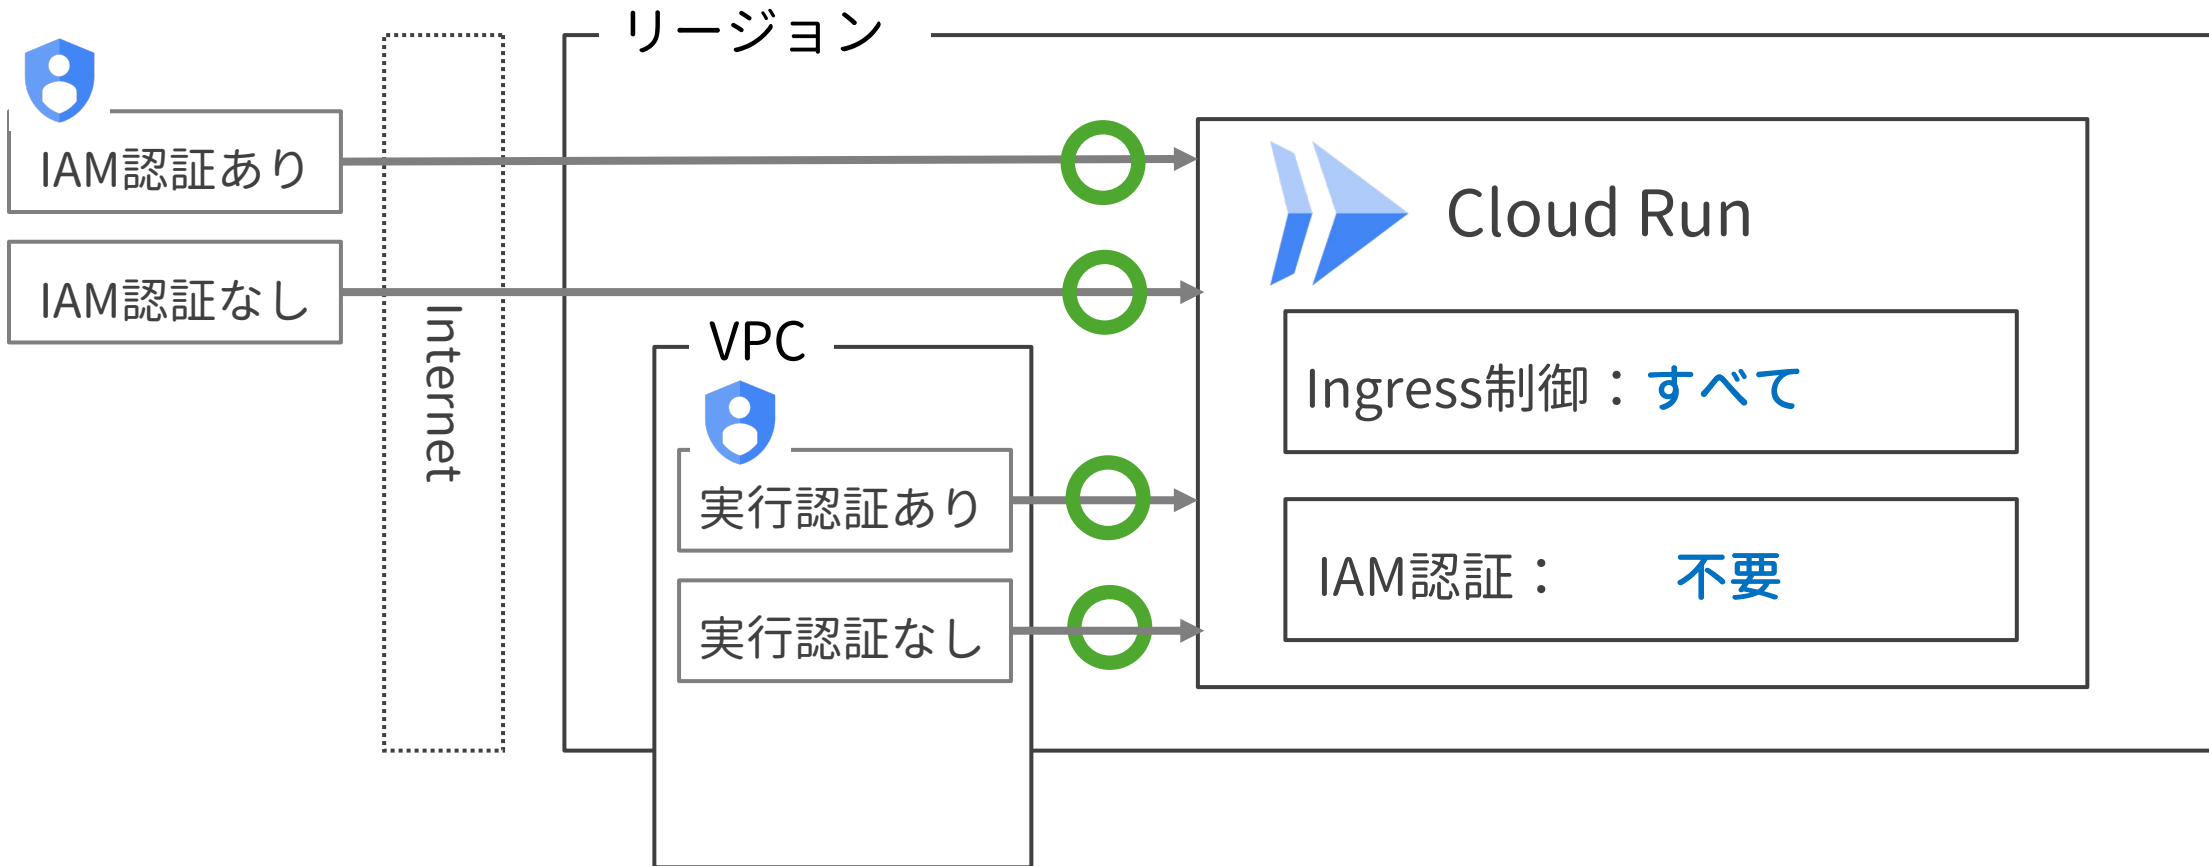 リージョン
IAM認証あり
IAM認証なし
Internet
VPC
実行認証あり
実行認証なし
Cloud Run
Ingress制御：すべて
IAM認証： 不要